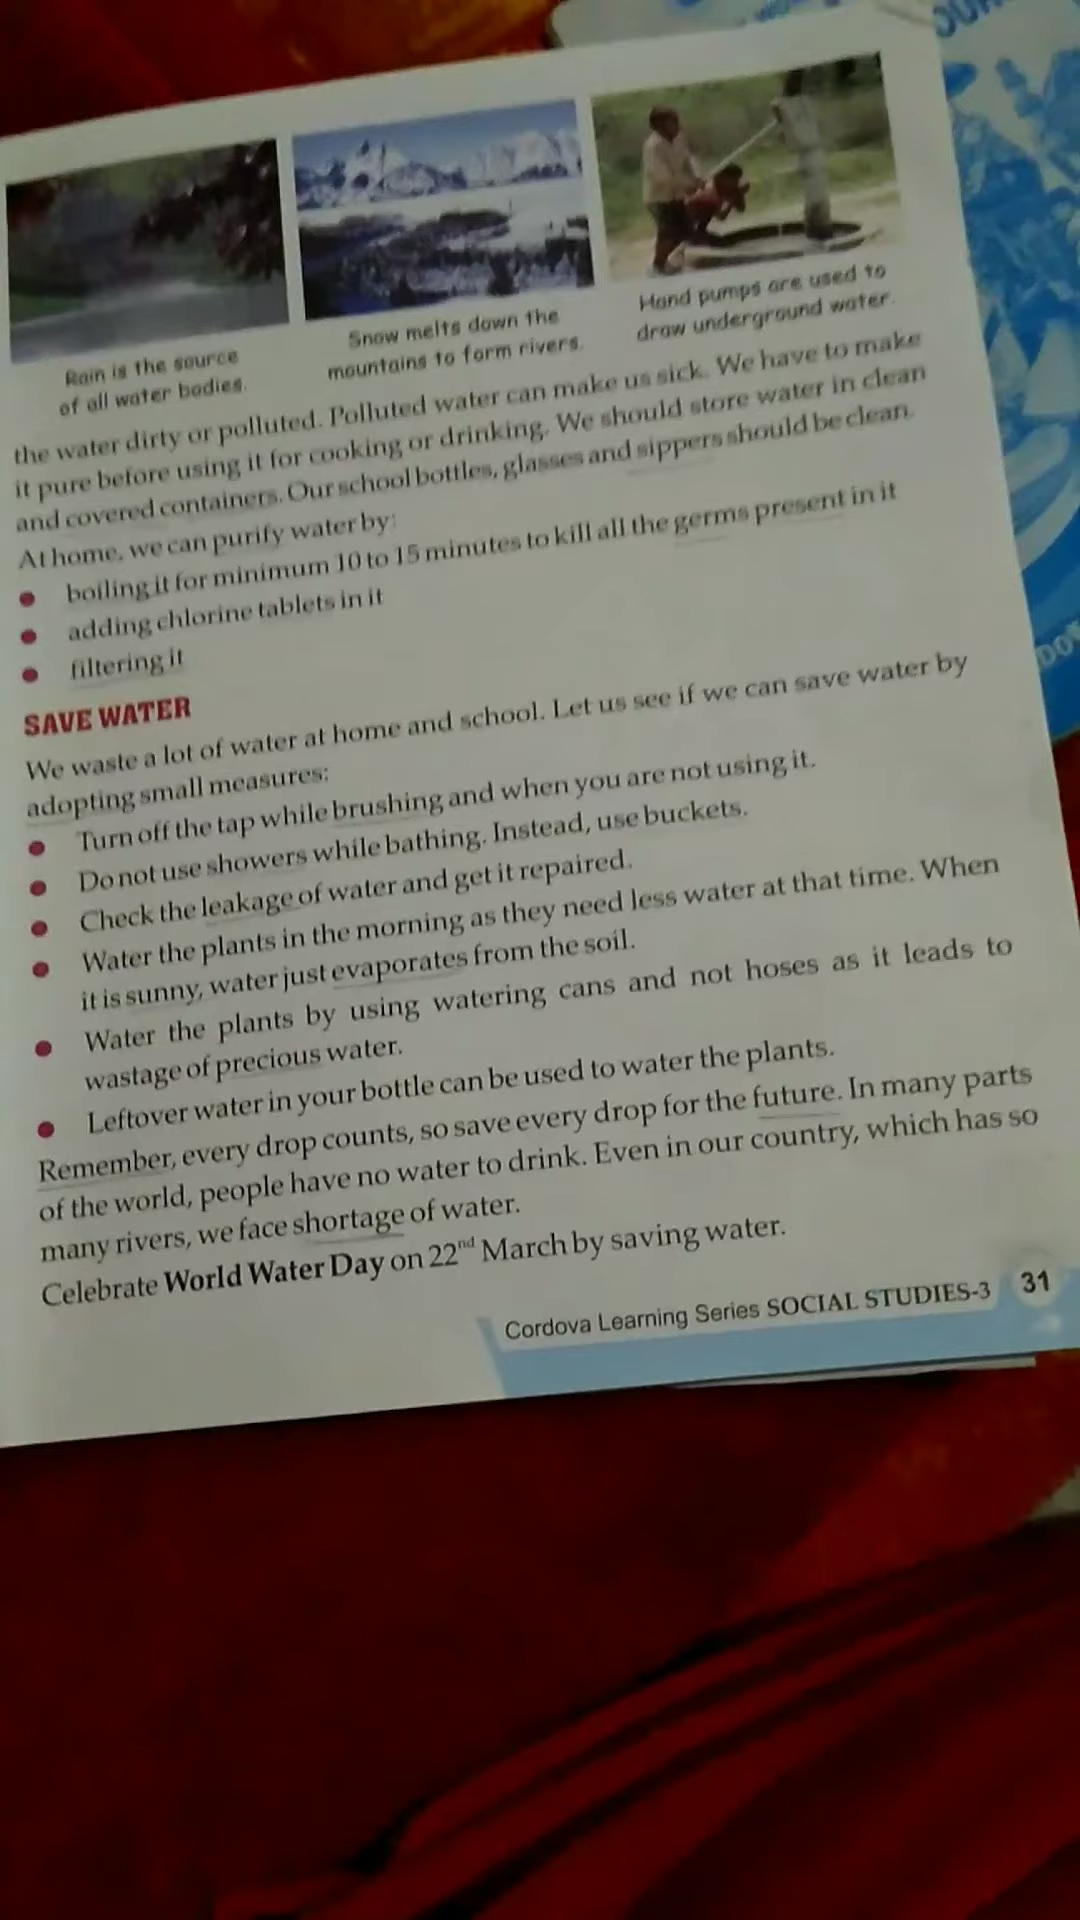 Rain is the source
of all water bodies.
Snow melts down the
mountains to form rivers.
Hand pumps are used to
draw underground water.
the water dirty or polluted. Polluted water can make us sick. We have to make
it pure before using it for cooking or drinking. We should store water in clean
and covered containers. Our school bottles, glasses and sippers should be clean.
At home, we can purify water by:
• boiling it for minimum 10 to 15 minutes to kill all the germs present in it
• adding chlorine tablets in it
• filtering it
SAVE WATER
We waste a lot of water at home and school. Let us see if we can save water by
adopting small measures:
• Turn off the tap while brushing and when you are not using it.
• Do not use showers while bathing. Instead, use buckets.
• Check the leakage of water and get it repaired.
• Water the plants in the morning as they need less water at that time. When
it is sunny, water just evaporates from the soil.
• Water the plants by using watering cans and not hoses as it leads to
wastage of precious water.
• Leftover water in your bottle can be used to water the plants.
Remember, every drop counts, so save every drop for the future. In many parts
of the world, people have no water to drink. Even in our country, which has so
many rivers, we face shortage of water.
Celebrate World Water Day on 22nd March by saving water.
Cordova Learning Series SOCIAL STUDIES-3 31